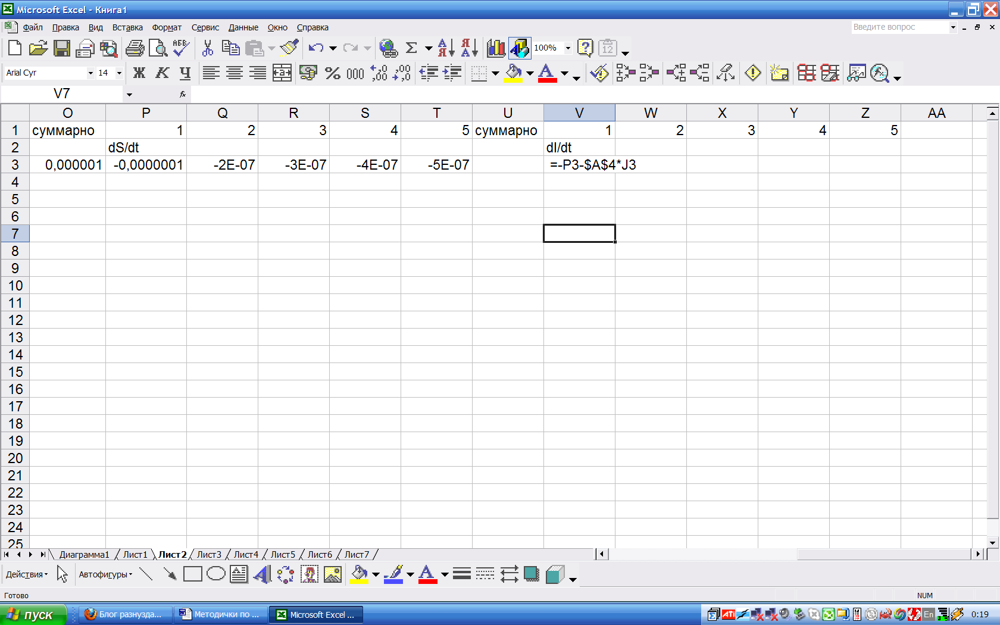 Microsoft Excel - Книга1
Файл Правка Вид Вставка Формат Сервис Данные Окно Справка Введите вопрос
100%
Arial Cyr 14 Ж К Ч % 000
V7 fx
O P Q R S T U V W X Y Z AA
1 суммарно 1 2 3 4 5 суммарно 1 2 3 4 5
2 dS/dt dI/dt
3 0,000001 -0,0000001 -2E-07 -3E-07 -4E-07 -5E-07 =-P3-$A$4*J3
4
5
6
7
8
9
10
11
12
13
14
15
16
17
18
19
20
21
22
23
24
25
Диаграмма1 Лист1 Лист2 Лист3 Лист4 Лист5 Лист6 Лист7
Действия Автофигуры
Готово NUM
пуск Блог разнузда... Методички по ... Microsoft Excel ... ATI En 0:19